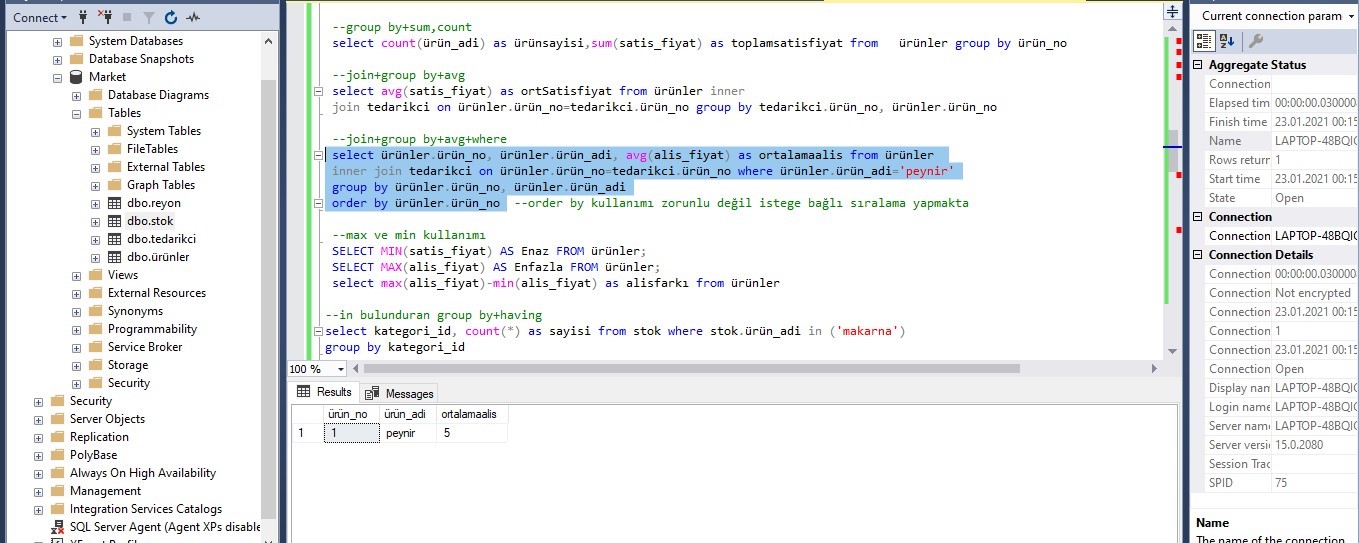 Connect
System Databases
Database Snapshots
Market
Database Diagrams
Tables
System Tables
FileTables
External Tables
Graph Tables
dbo.reyon
dbo.stok
dbo.tedarikci
dbo.ürünler
Views
External Resources
Synonyms
Programmability
Service Broker
Storage
Security
Security
Server Objects
Replication
PolyBase
Always On High Availability
Management
Integration Services Catalogs
SQL Server Agent (Agent XPs disable
--group by+sum,count
select count(ürün_adi) as ürünsayisi,sum(satis_fiyat) as toplamsatisfiyat from ürünler group by ürün_no
--join+group by+avg
select avg(satis_fiyat) as ortSatisfiyat from ürünler inner
join tedarikci on ürünler.ürün_no=tedarikci.ürün_no group by tedarikci.ürün_no, ürünler.ürün_no
--join+group by+avg+where
select ürünler.ürün_no, ürünler.ürün_adi, avg(alis_fiyat) as ortalamaalis from ürünler
inner join tedarikci on ürünler.ürün_no=tedarikci.ürün_no where ürünler.ürün_adi='peynir'
group by ürünler.ürün_no, ürünler.ürün_adi
order by ürünler.ürün_no --order by kullanımı zorunlu değil istege bağlı sıralama yapmakta
--max ve min kullanımı
SELECT MIN(satis_fiyat) AS Enaz FROM ürünler;
SELECT MAX(alis_fiyat) AS Enfazla FROM ürünler;
select max(alis_fiyat)-min(alis_fiyat) as alisfarkı from ürünler
--in bulunduran group by+having
select kategori_id, count(*) as sayisi from stok where stok.ürün_adi in ('makarna')
group by kategori_id
100 %
Results Messages
ürün_no ürün_adi ortalamaalis
1 1 peynir 5
Current connection param
Aggregate Status
Connection
Elapsed tim 00:00:00.030000
Finish time 23.01.2021 00:15
Name LAPTOP-48BQIC
Rows return 1
Start time 23.01.2021 00:15
State Open
Connection
Connection LAPTOP-48BQIC
Connection Details
Connection 00:00:00.030000
Connection Not encrypted
Connection 23.01.2021 00:15
Connection 1
Connection 23.01.2021 00:15
Connection Open
Display nam LAPTOP-48BQIC
Login name LAPTOP-48BQIC
Server name LAPTOP-48BQIC
Server versi 15.0.2080
Session Trac
SPID 75
Name
The name of the connection